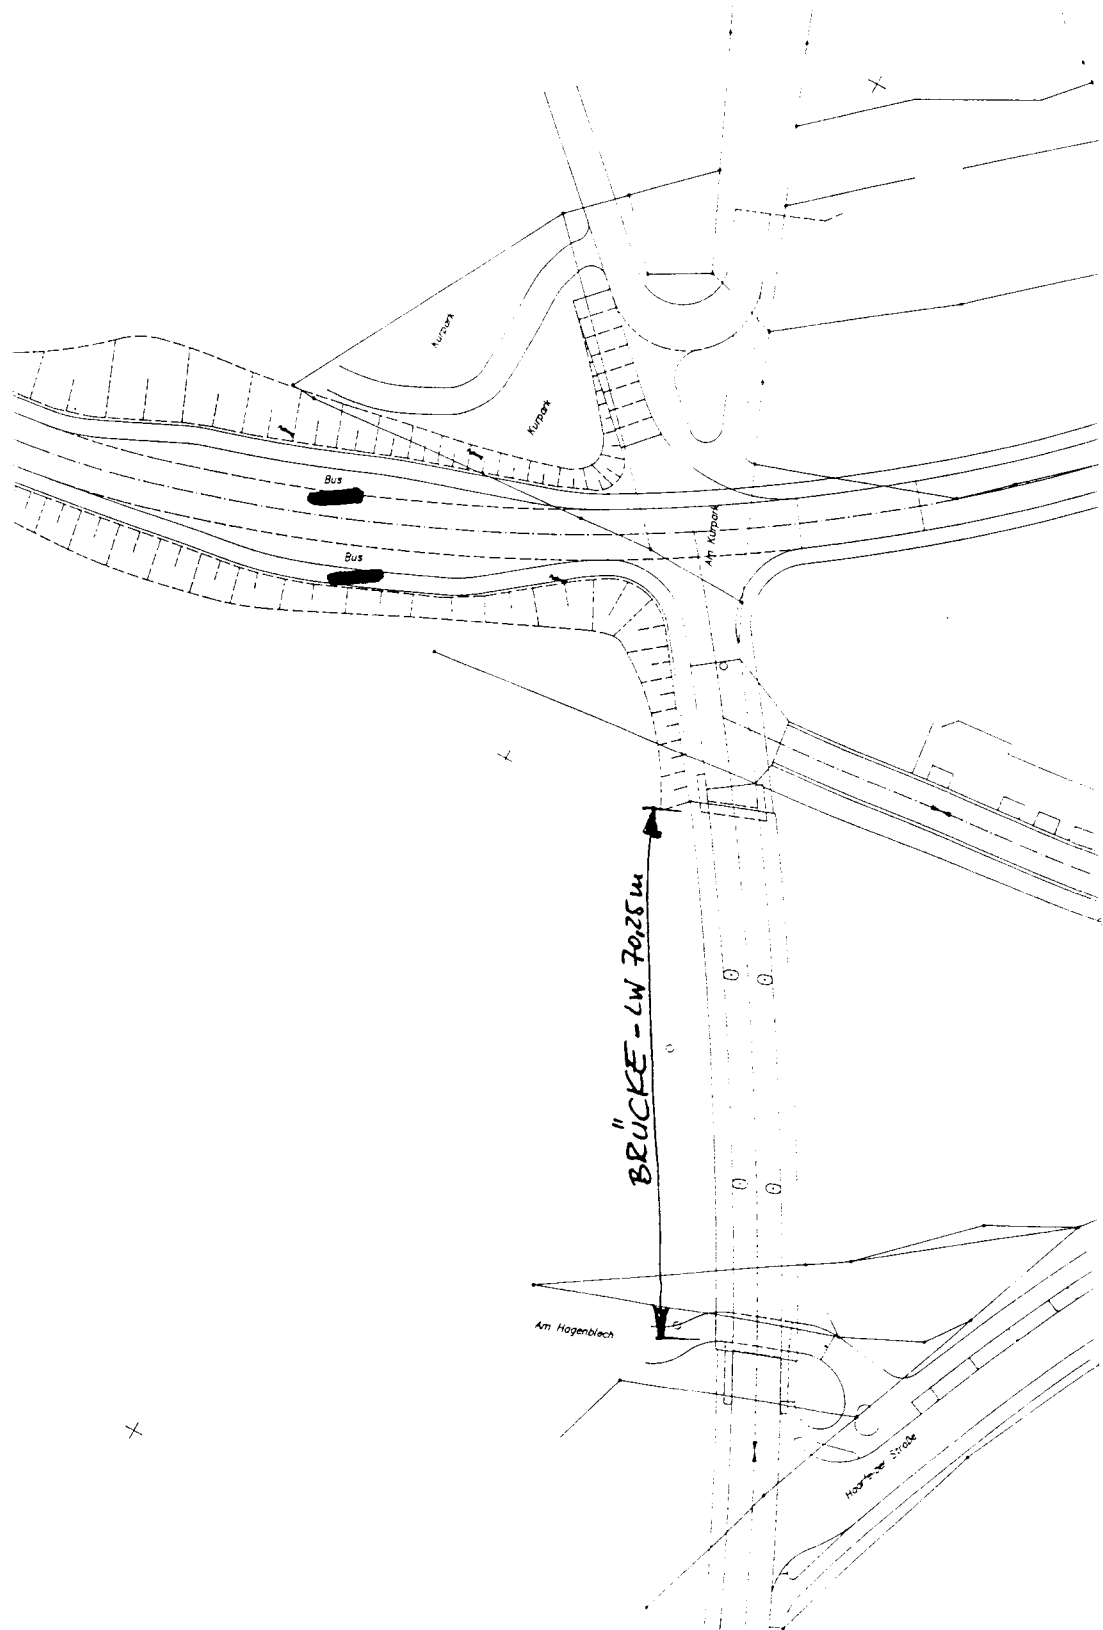 Kurpark
Kurpark
Bus
Bus
Am Kurpark
BRÜCKE - LW 70,25 m
Am Hagenblech
Straße